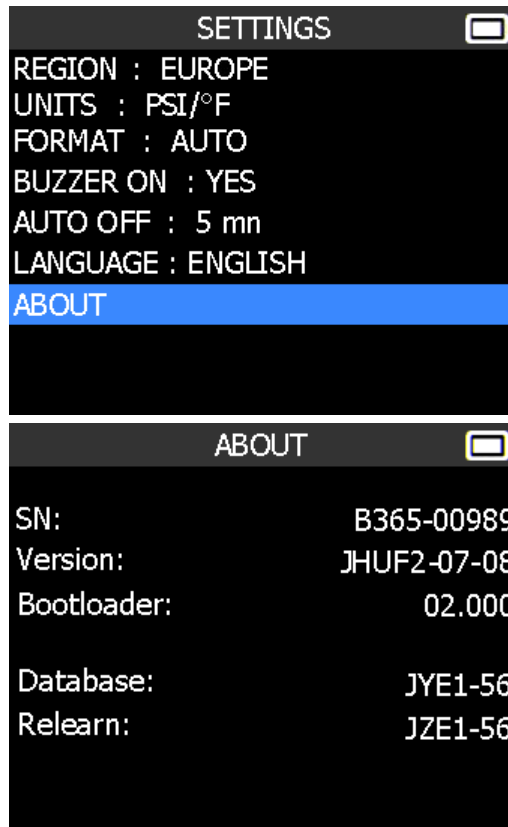 SETTINGS
REGION : EUROPE
UNITS : PSI/°F
FORMAT : AUTO
BUZZER ON : YES
AUTO OFF : 5 mn
LANGUAGE : ENGLISH
ABOUT
ABOUT
SN: B365-00989
Version: JHUF2-07-08
Bootloader: 02.000
Database: JYE1-56
Relearn: JZE1-56